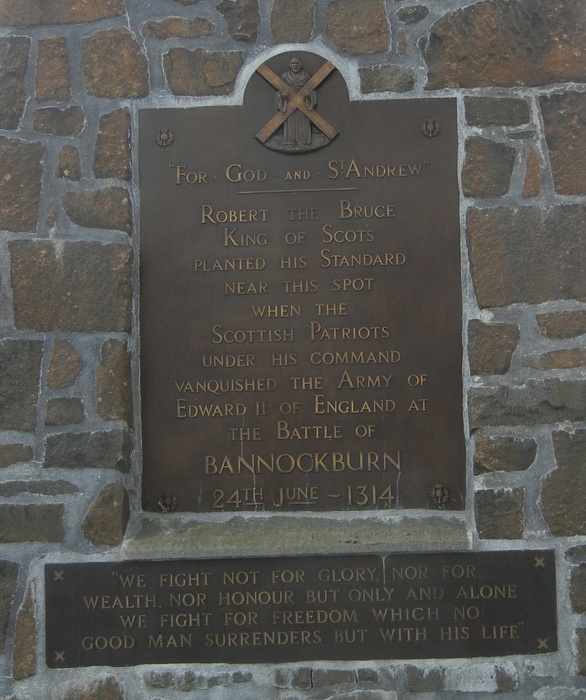 "For · God · and · St. Andrew"
Robert the Bruce
King of Scots
planted his Standard
near this spot
when the
Scottish Patriots
under his command
vanquished the Army of
Edward II of England at
the Battle of
BANNOCKBURN
24TH June ~ 1314
"WE FIGHT NOT FOR GLORY, NOR FOR
WEALTH, NOR HONOUR BUT ONLY AND ALONE
WE FIGHT FOR FREEDOM WHICH NO
GOOD MAN SURRENDERS BUT WITH HIS LIFE"